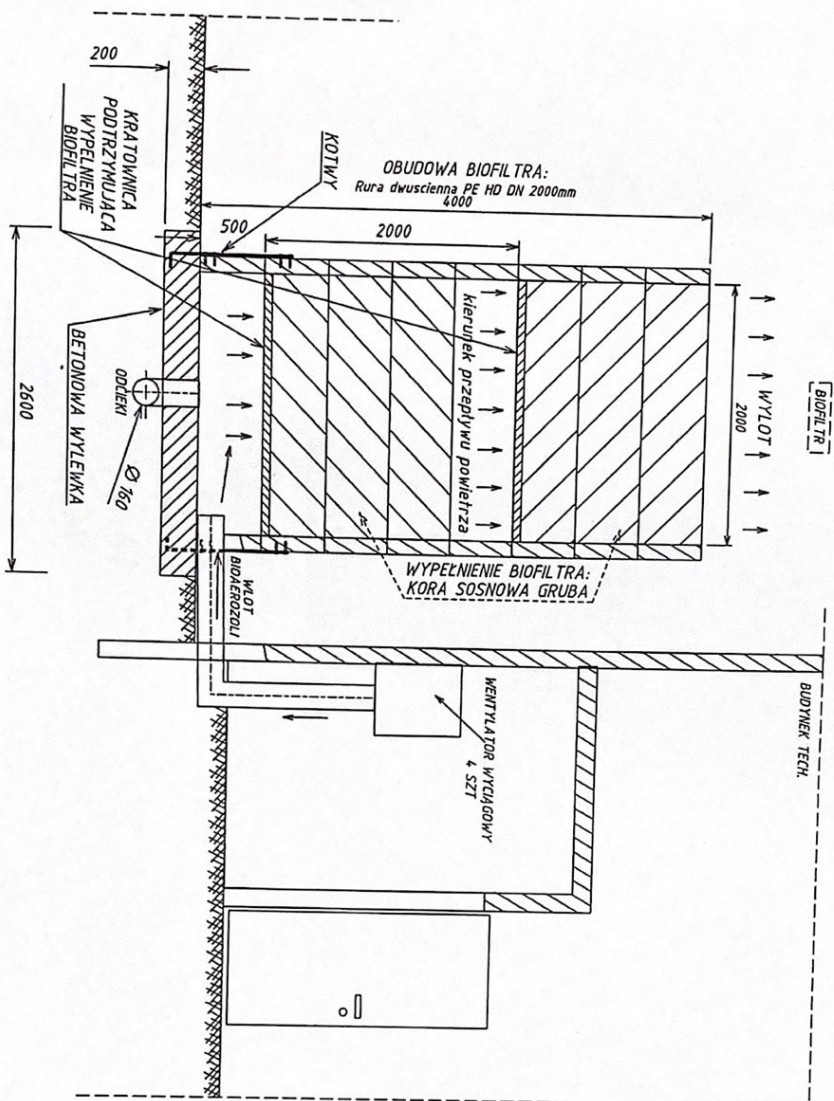 BIOFILTR
BUDYNEK TECH.
WYLOT
2000
OBUDOWA BIOFILTRA:
Rura dwuscienna PE HD DN 2000mm
4000
2000
500
KOTWY
kierunek przepływu powietrza
WYPEŁNIENIE BIOFILTRA:
KORA SOSNOWA GRUBA
WENTYLATOR WYCIAGOWY
4 SZT
WLOT
BIOAEROZOLI
200
KRATOWNICA
PODTRZYMUJACA
WYPEŁNIENIE
BIOFILTRA
ODCIEKI
Ø 160
BETONOWA WYLEWKA
2600